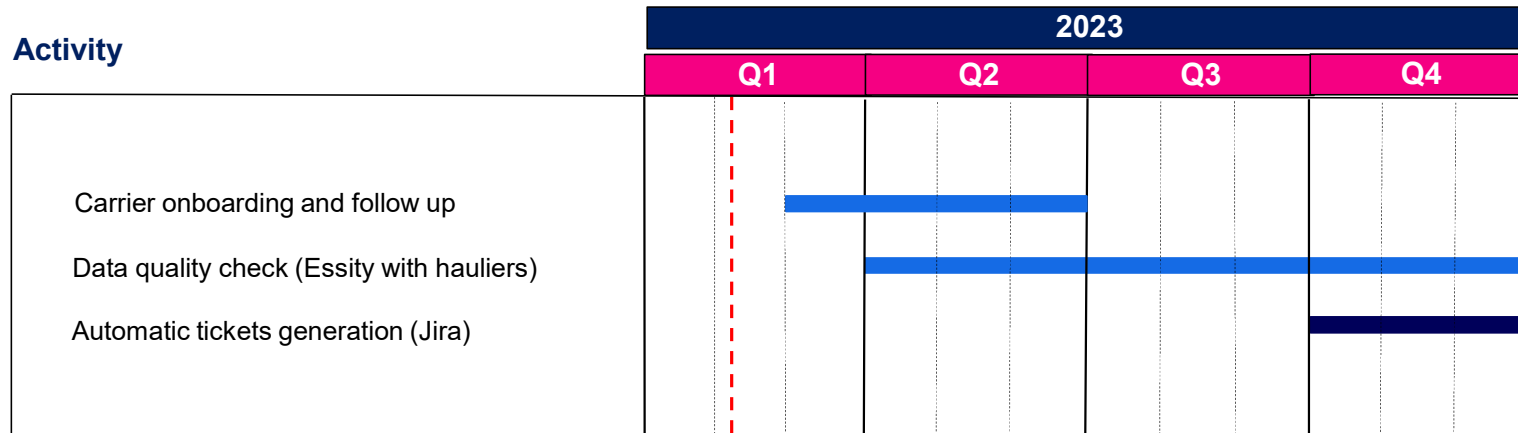 2023
Activity
Q1 Q2 Q3 Q4
Carrier onboarding and follow up
Data quality check (Essity with hauliers)
Automatic tickets generation (Jira)